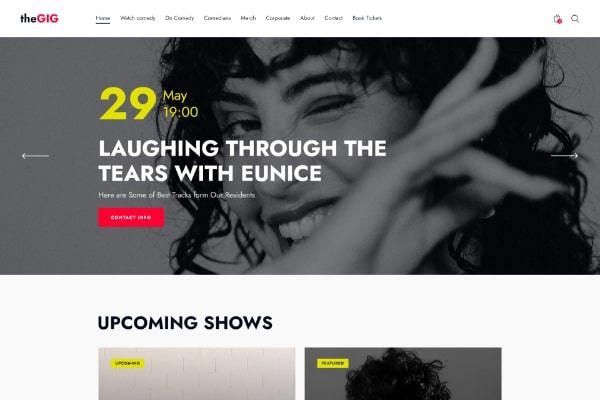 theGIG
Home Watch comedy Do Comedy Comedians Merch Corporate About Contact Book Tickets
29 May
19:00
LAUGHING THROUGH THE
TEARS WITH EUNICE
Here are Some of Best Tracks form Our Residents
CONTACT INFO
UPCOMING SHOWS
UPCOMING
FEATURED